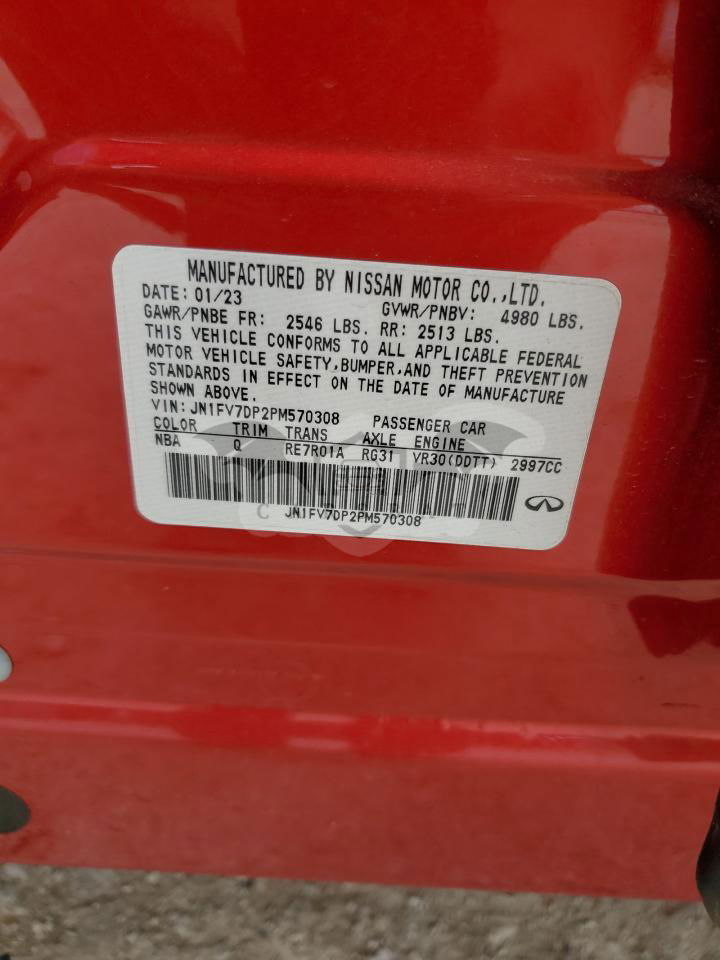 MANUFACTURED BY NISSAN MOTOR CO.,LTD.
DATE: 01/23 GVWR/PNBV: 4980 LBS.
GAWR/PNBE FR: 2546 LBS. RR: 2513 LBS.
THIS VEHICLE CONFORMS TO ALL APPLICABLE FEDERAL
MOTOR VEHICLE SAFETY,BUMPER,AND THEFT PREVENTION
STANDARDS IN EFFECT ON THE DATE OF MANUFACTURE
SHOWN ABOVE.
VIN: JN1FV7DP2PM570308 PASSENGER CAR
COLOR TRIM TRANS AXLE ENGINE
NBA Q RE7R01A RG31 VR30(DDTT) 2997CC
C JN1FV7DP2PM570308